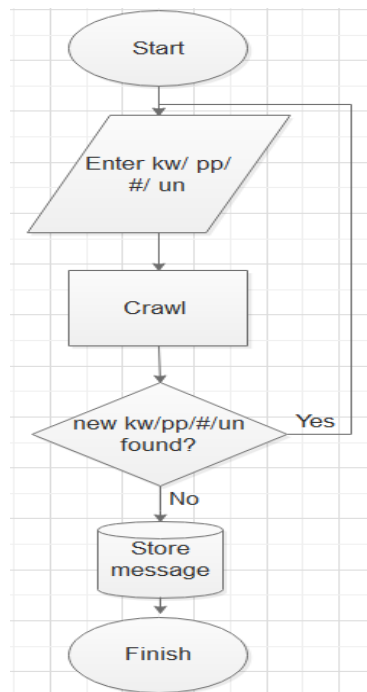 Start
Enter kw/ pp/
#/ un
Crawl
new kw/pp/#/un
found?
Yes
No
Store
message
Finish